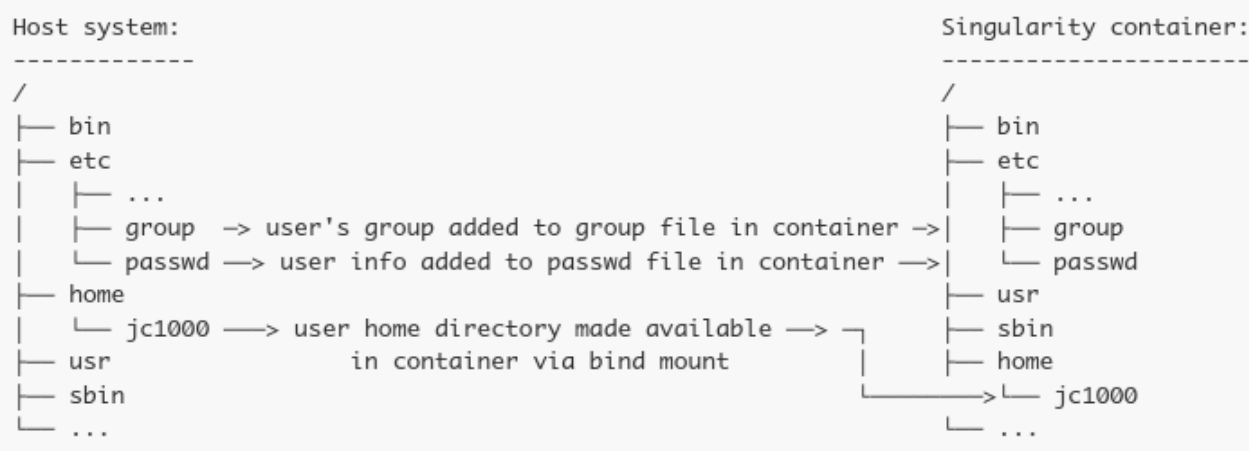 Host system:                                                      Singularity container:
-------------                                                     ----------------------
/                                                                 /
├── bin                                                           ├── bin
├── etc                                                           ├── etc
│   ├── ...                                                       │   ├── ...
│   ├── group  —> user's group added to group file in container —>│   ├── group
│   └── passwd ——> user info added to passwd file in container ——>│   └── passwd
├── home                                                          ├── usr
│   └── jc1000 ———> user home directory made available ——> ─┐     ├── sbin
├── usr                 in container via bind mount         │     ├── home
├── sbin                                                    └────────>└── jc1000
└── ...                                                           └── ...